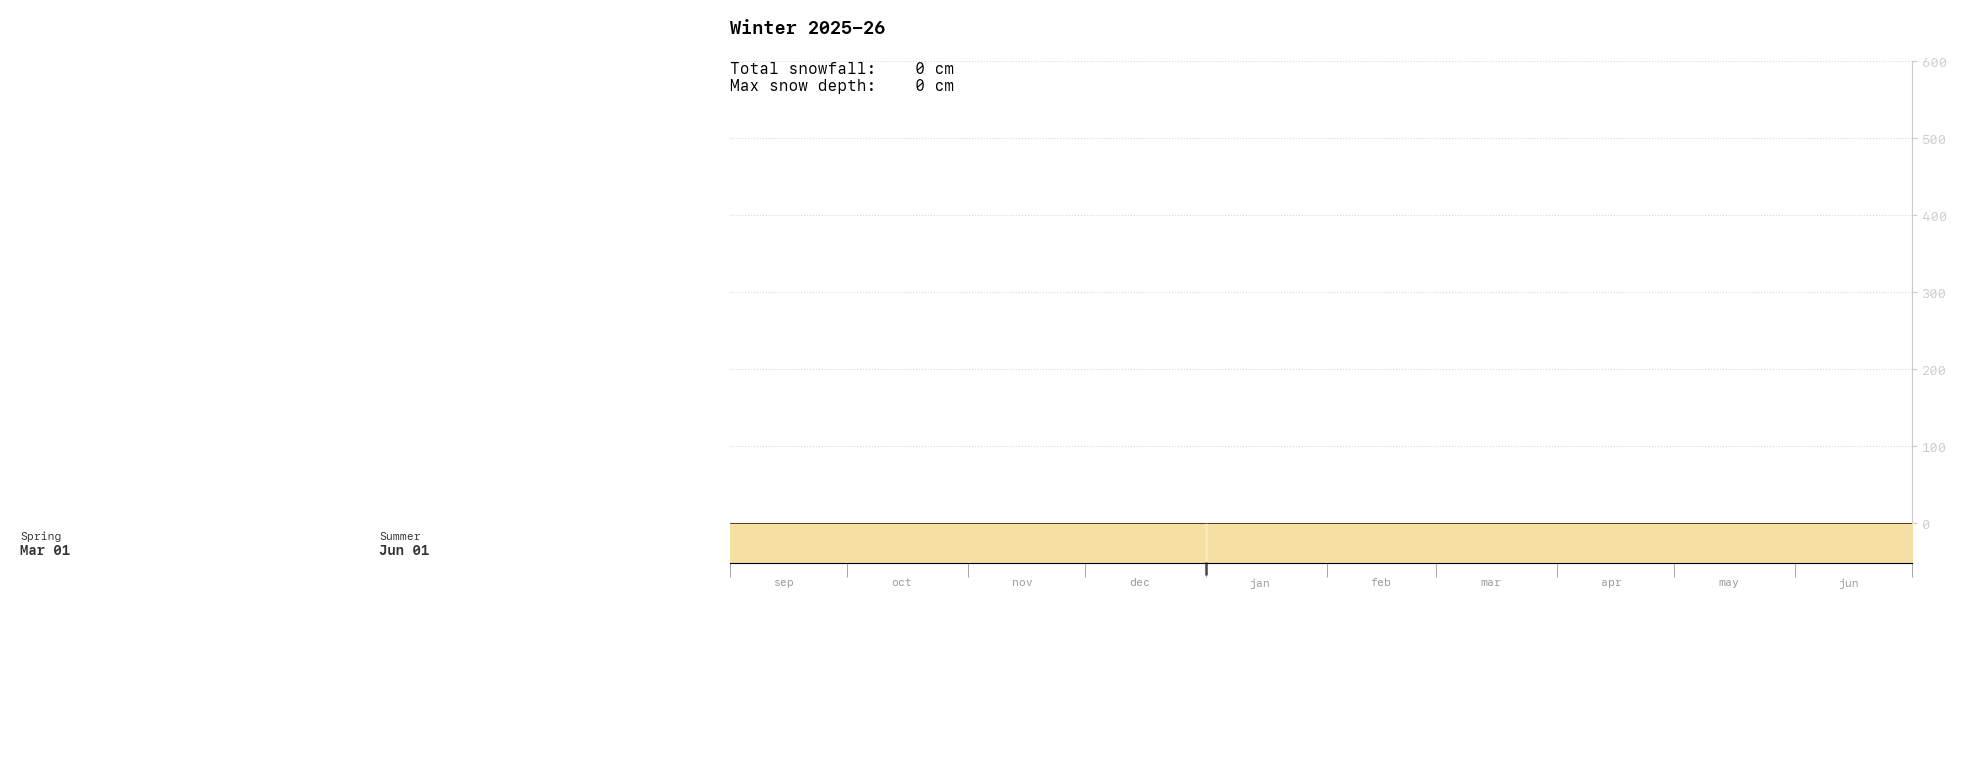 Winter 2025–26
Total snowfall: 0 cm
Max snow depth: 0 cm
600
500
400
300
200
100
0
Spring
Mar 01
Summer
Jun 01
sep oct nov dec jan feb mar apr may jun